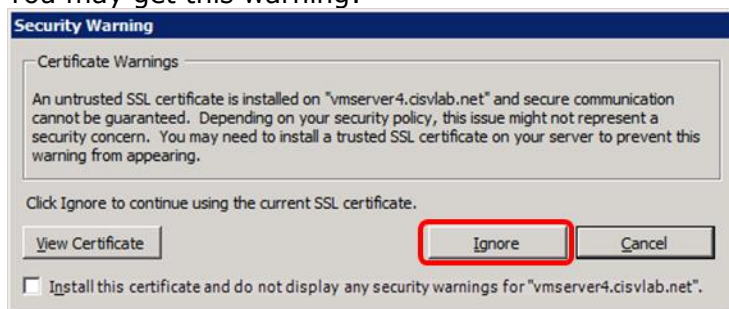 You may get this warning:
Security Warning
Certificate Warnings
An untrusted SSL certificate is installed on "vmserver4.cisvlab.net" and secure communication
cannot be guaranteed. Depending on your security policy, this issue might not represent a
security concern. You may need to install a trusted SSL certificate on your server to prevent this
warning from appearing.
Click Ignore to continue using the current SSL certificate.
View Certificate
Ignore
Cancel
Install this certificate and do not display any security warnings for "vmserver4.cisvlab.net".